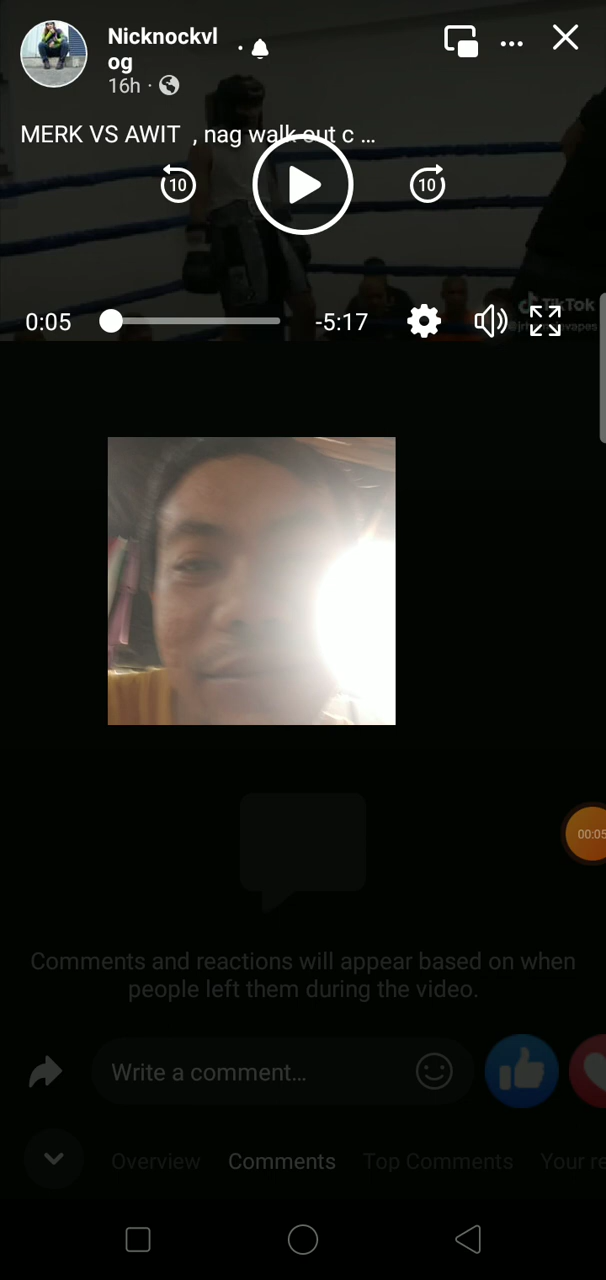 Nicknockvl
og
16h ·
MERK VS AWIT , nag walk out c ...
10
10
0:05
-5:17
TikTok
00:05
Comments and reactions will appear based on when
people left them during the video.
Write a comment...
Overview Comments Top Comments Your re